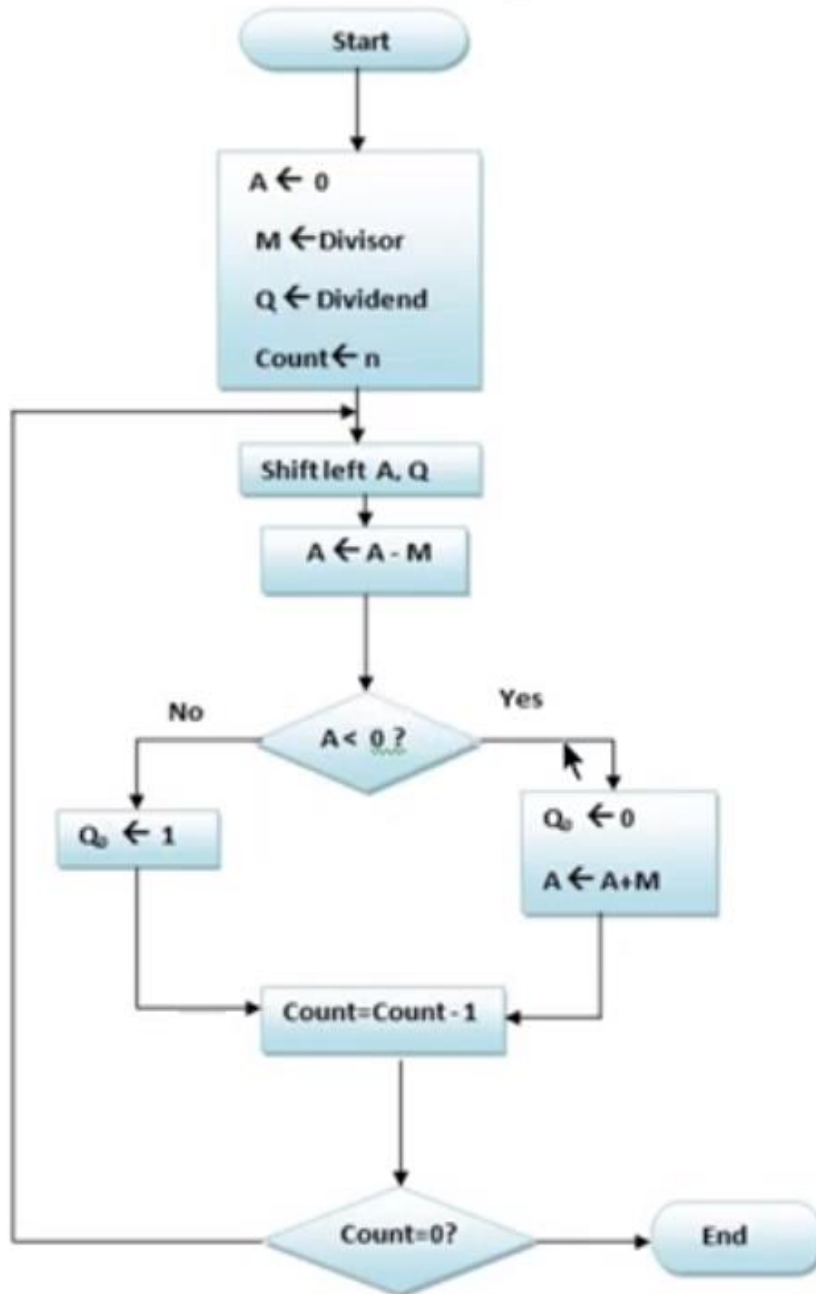 Start
A ← 0
M ←Divisor
Q ← Dividend
Count← n
Shift left A, Q
A ← A - M
No
Yes
A < 0 ?
Q₀ ← 1
Q₀ ← 0
A ← A+M
Count=Count - 1
Count=0?
End